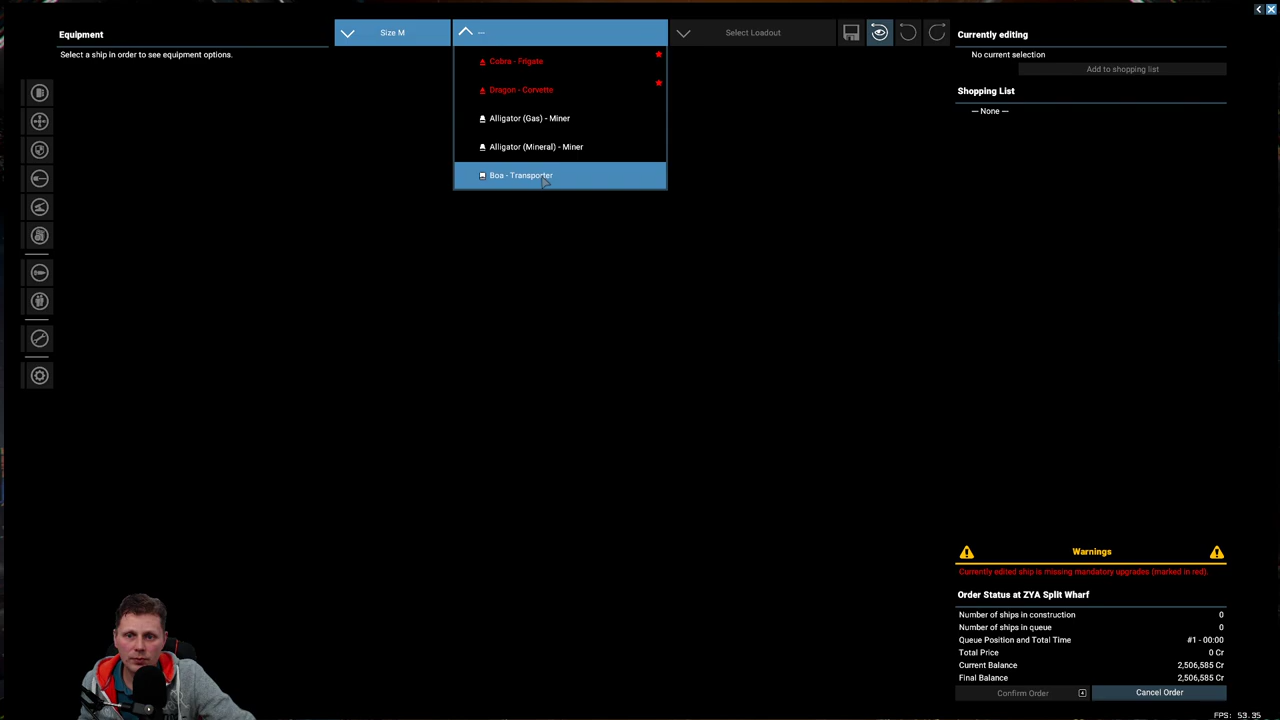 Equipment
Select a ship in order to see equipment options.
Size M
---
Select Loadout
Cobra - Frigate
Dragon - Corvette
Alligator (Gas) - Miner
Alligator (Mineral) - Miner
Boa - Transporter
Currently editing
No current selection
Add to shopping list
Shopping List
--- None ---
Warnings
Currently edited ship is missing mandatory upgrades (marked in red).
Order Status at ZYA Split Wharf
Number of ships in construction 0
Number of ships in queue 0
Queue Position and Total Time #1 - 00:00
Total Price 0 Cr
Current Balance 2,506,585 Cr
Final Balance 2,506,585 Cr
Confirm Order
Cancel Order
FPS: 53.35